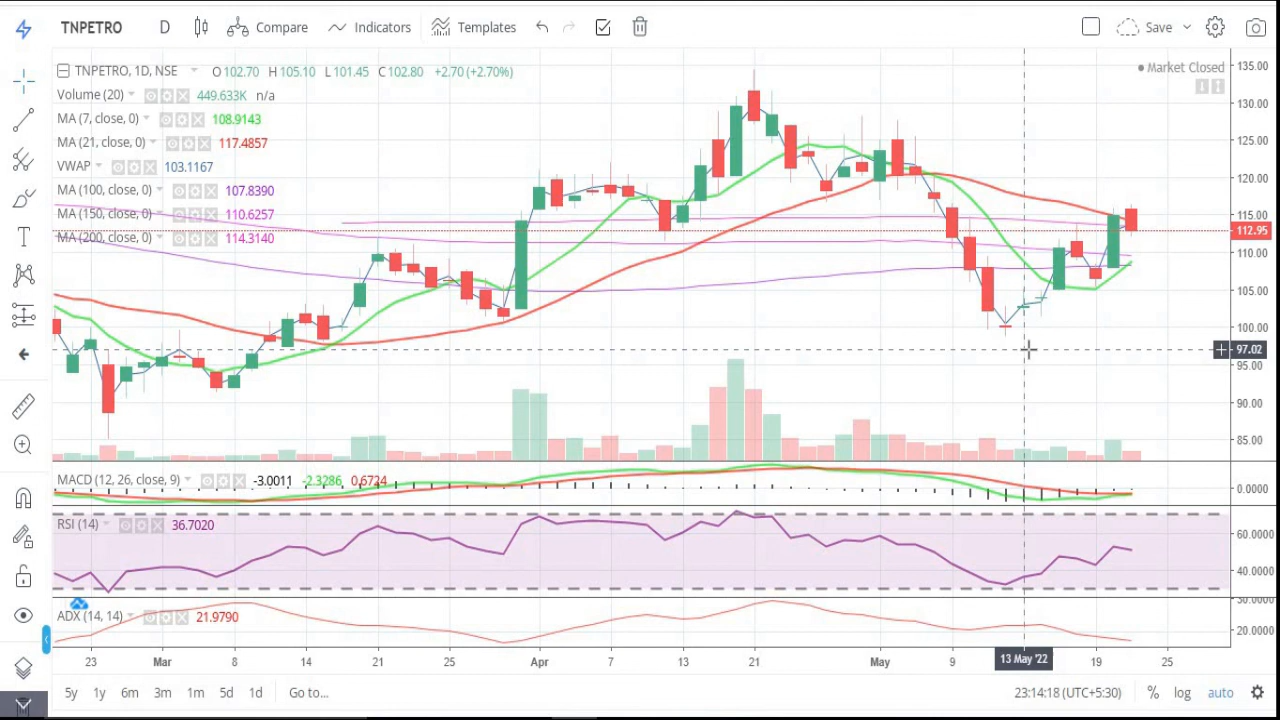 TNPETRO D Compare Indicators Templates Save
TNPETRO, 1D, NSE O102.70 H105.10 L101.45 C102.80 +2.70 (+2.70%)
Market Closed
Volume (20) 449.633K n/a
MA (7, close, 0) 108.9143
MA (21, close, 0) 117.4857
VWAP 103.1167
MA (100, close, 0) 107.8390
MA (150, close, 0) 110.6257
MA (200, close, 0) 114.3140
135.00
130.00
125.00
120.00
115.00
112.95
110.00
105.00
100.00
97.02
95.00
90.00
85.00
MACD (12, 26, close, 9) -3.0011 -2.3286 0.6724
0.0000
RSI (14) 36.7020
60.0000
40.0000
ADX (14, 14) 21.9790
20.0000
23 Mar 8 14 21 25 Apr 7 13 21 May 9 13 May '22 19 25
5y 1y 6m 3m 1m 5d 1d Go to... 23:14:18 (UTC+5:30) % log auto